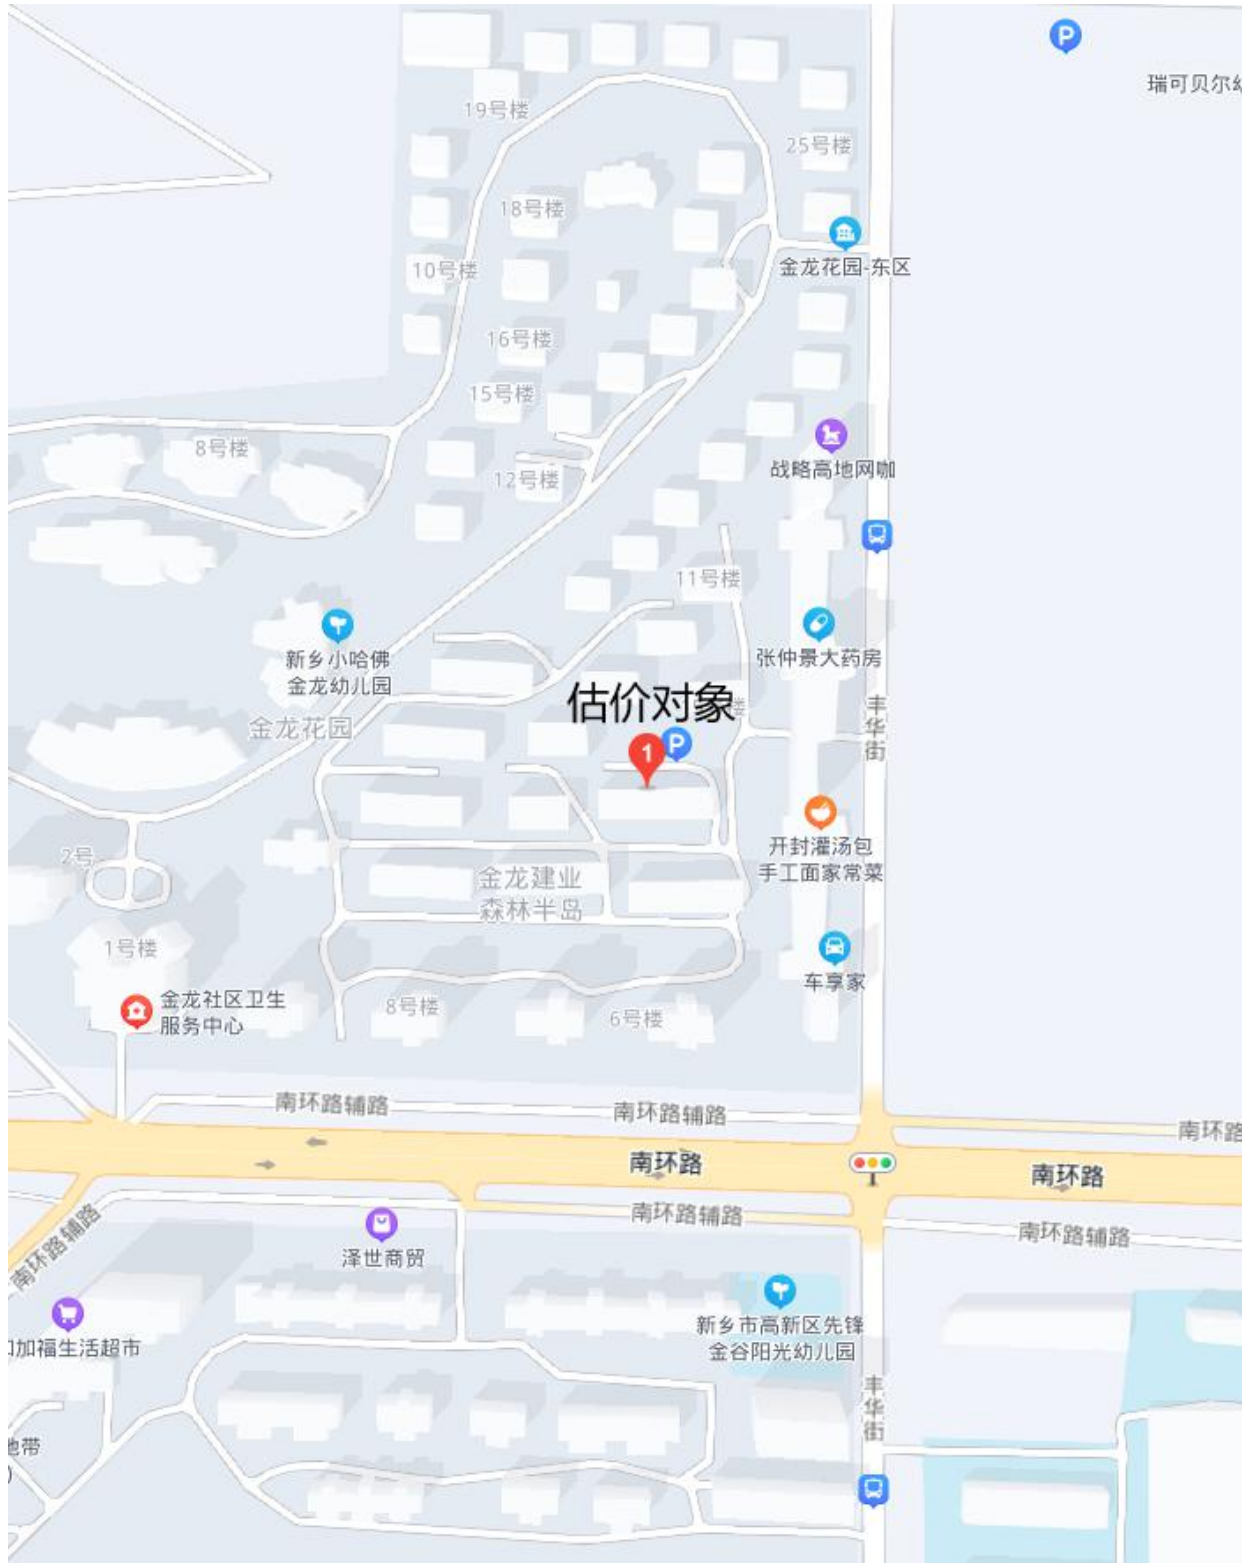 P
瑞可贝尔幼
19号楼
25号楼
18号楼
金龙花园-东区
10号楼
16号楼
15号楼
战略高地网咖
8号楼
12号楼
11号楼
新乡小哈佛
金龙幼儿园
张仲景大药房
估价对象
楼
金龙花园
丰华街
P
1
开封灌汤包
手工面家常菜
2号
金龙建业
森林半岛
1号楼
车享家
金龙社区卫生
服务中心
8号楼
6号楼
南环路辅路
南环路辅路
南环路
南环路
南环路
南环路辅路
南环路辅路
南环路辅路
泽世商贸
新乡市高新区先锋
金谷阳光幼儿园
加福生活超市
丰华街
地带
)